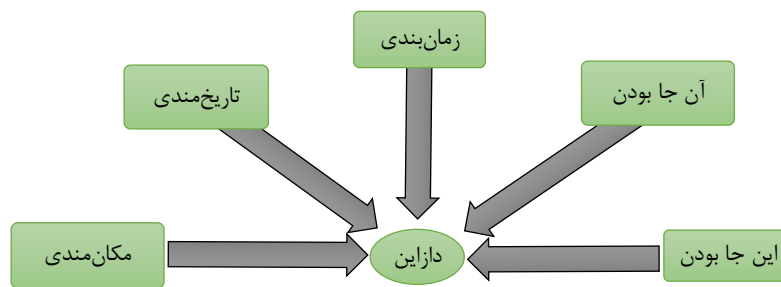 زمان‌بندی
آن جا بودن
تاریخ‌مندی
این جا بودن
دازاین
مکان‌مندی